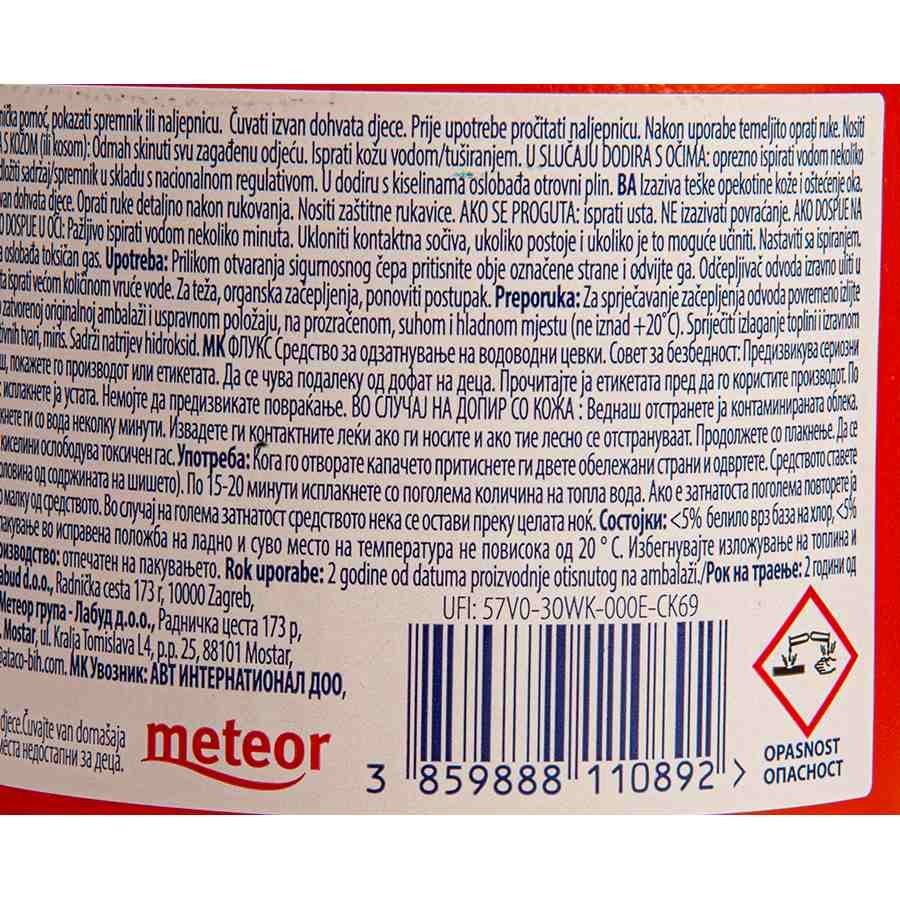 pomoć, pokazati spremnik ili naljepnicu. Čuvati izvan dohvata djece. Prije upotrebe pročitati naljepnicu. Nakon uporabe temeljito oprati ruke. Nositi
S KOŽOM (ili kosom): Odmah skinuti svu zagađenu odjeću. Isprati kožu vodom/tuširanjem. U SLUČAJU DODIRA S OČIMA: oprezno ispirati vodom nekoliko
sadržaj/spremnik u skladu s nacionalnom regulativom. U dodiru s kiselinama oslobađa otrovni plin. BA Izaziva teške opekotine kože i oštećenje oka.
dohvata djece. Oprati ruke detaljno nakon rukovanja. Nositi zaštitne rukavice. AKO SE PROGUTA: isprati usta. NE izazivati povraćanje. AKO DOSPIJE NA
DOSPIJE U OČI: Pažljivo ispirati vodom nekoliko minuta. Ukloniti kontaktna sočiva, ukoliko postoje i ukoliko je to moguće učiniti. Nastaviti sa ispiranjem.
oslobađa toksičan gas. Upotreba: Prilikom otvaranja sigurnosnog čepa pritisnite obje označene strane i odvijte ga. Odčepljivač odvoda izravno uliti u
isprati većom količinom vruće vode. Za teža, organska začepljenja, ponoviti postupak. Preporuka: Za sprječavanje začepljenja odvoda povremeno izlijte
zatvorenoj originalnoj ambalaži i uspravnom položaju, na prozračenom, suhom i hladnom mjestu (ne iznad +20°C). Spriječiti izlaganje toplini i izravnom
tvari, miris. Sadrži natrijev hidroksid. МК ФЛУКС Средство за одзатнување на водоводни цевки. Совет за безбедност: Предизвикува сериозни
покажете го производот или етикетата. Да се чува подалеку од дофат на деца. Прочитајте ја етикетата пред да го користите производот. По
исплакнете ја устата. Немојте да предизвикате повраќање. ВО СЛУЧАЈ НА ДОПИР СО КОЖА : Веднаш отстранете ја контаминираната облека.
ги со вода неколку минути. Извадете ги контактните леќи ако ги носите и ако тие лесно се отстрануваат. Продолжете со плакнење. Да се
киселини ослободува токсичен гас. Употреба: Кога го отворате капачето притиснете ги двете обележани страни и одвртете. Средството ставете
половина од содржината на шишето). По 15-20 минути исплакнете со поголема количина на топла вода. Ако е затнатоста поголема повторете ја
малку од средството. Во случај на голема затнатост средството нека се остави преку целата ноќ. Состојки: <5% белило врз база на хлор, <5%
во исправена положба на ладно и суво место на температура не повисока од 20 ° C. Избегнувајте изложување на топлина и
отпечатен на пакувањето. Rok uporabe: 2 godine od datuma proizvodnje otisnutog na ambalaži./Рок на траење: 2 години од
d.o.o., Radnička cesta 173 r, 10000 Zagreb,
Метеор група - Лабуд д.о.о., Радничка цеста 173 р,
Mostar, ul. Kralja Tomislava L4, p.p. 25, 88101 Mostar,
@ataco-bih.com. МК Увозник: АВТ ИНТЕРНАТИОНАЛ ДОО,
djece.Čuvajte van domašaja
места недостапни за деца.
meteor
UFI: 57V0-30WK-000E-CK69
3 859888 110892 >
OPASNOST
ОПАСНОСТ